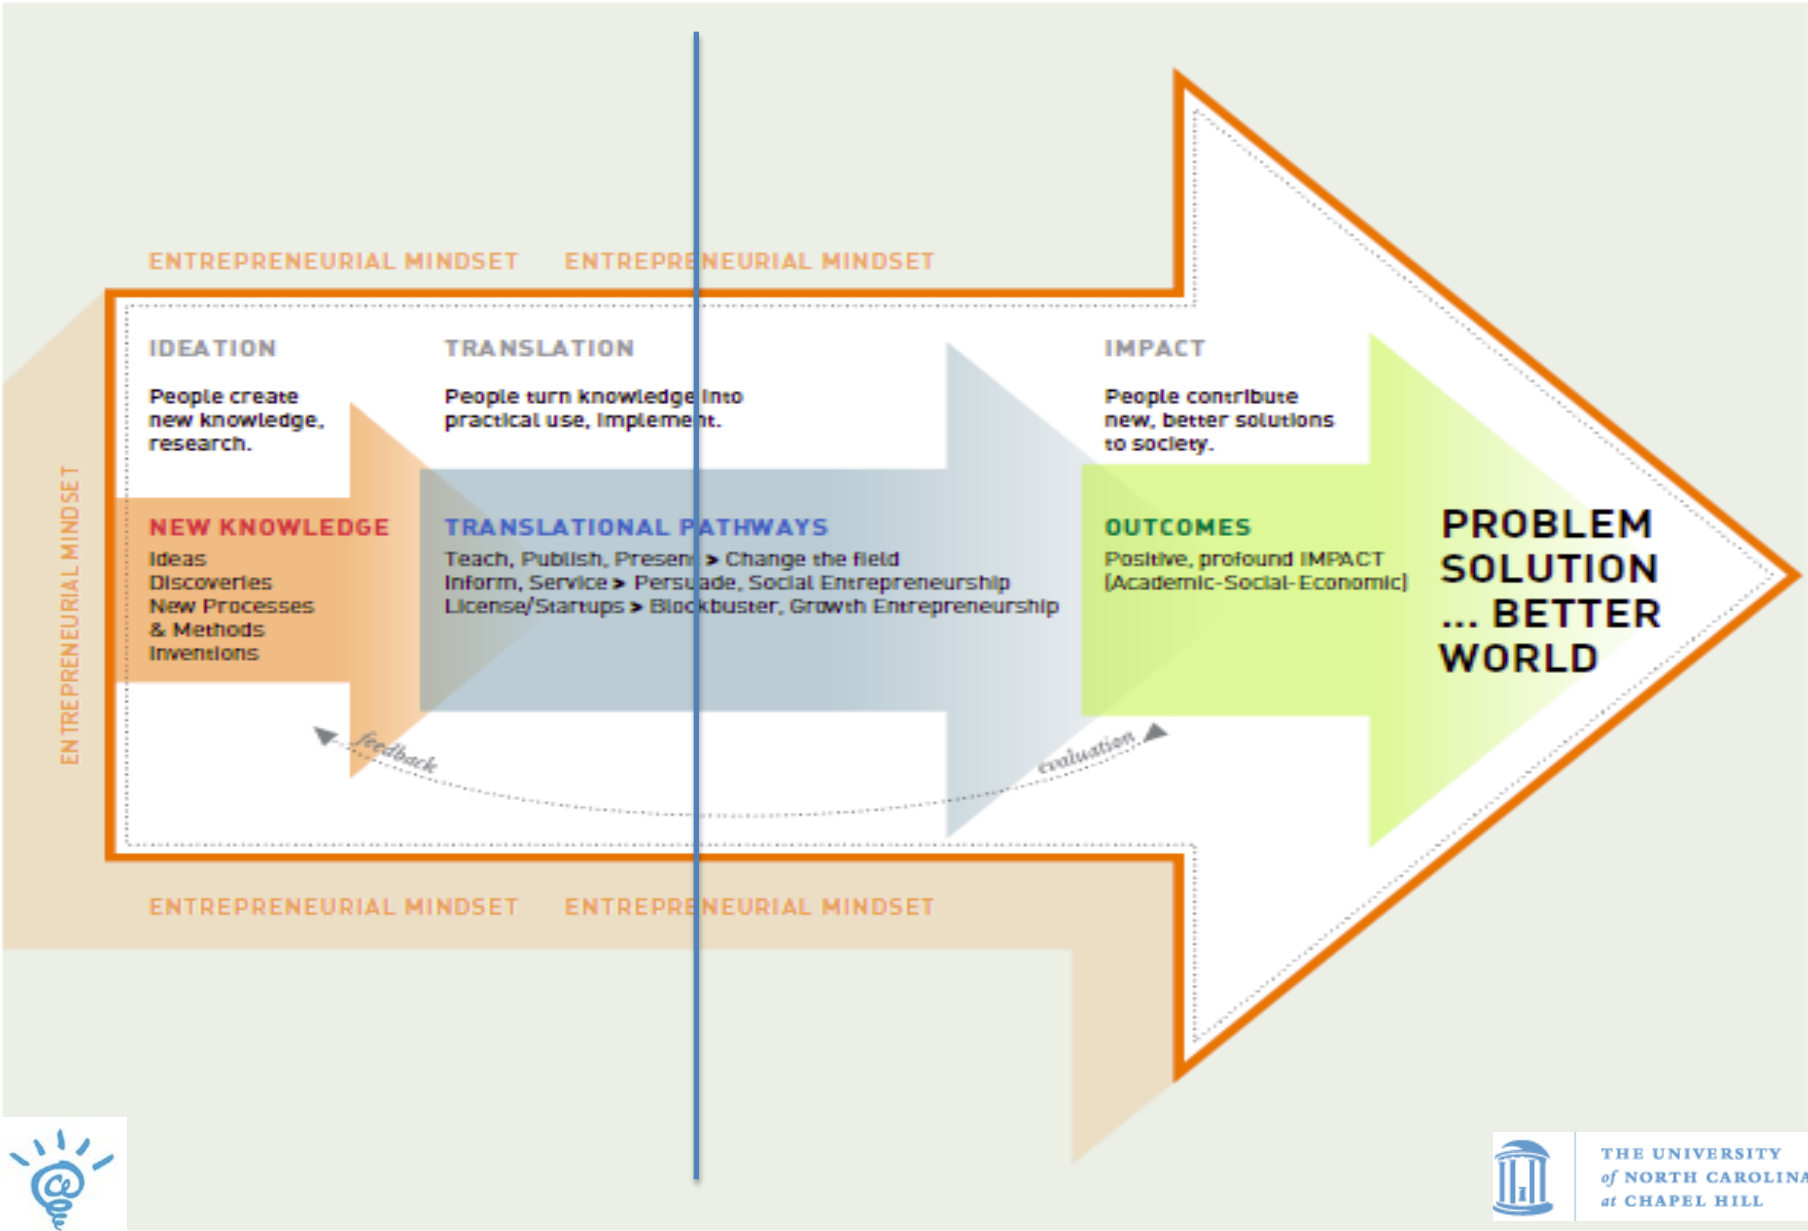 ENTREPRENEURIAL MINDSET ENTREPRENEURIAL MINDSET
ENTREPRENEURIAL MINDSET
IDEATION
People create
new knowledge,
research.
NEW KNOWLEDGE
Ideas
Discoveries
New Processes
& Methods
Inventions
TRANSLATION
People turn knowledge into
practical use, implement.
TRANSLATIONAL PATHWAYS
Teach, Publish, Present > Change the field
Inform, Service > Persuade, Social Entrepreneurship
License/Startups > Blockbuster, Growth Entrepreneurship
IMPACT
People contribute
new, better solutions
to society.
OUTCOMES
Positive, profound IMPACT
(Academic-Social-Economic)
PROBLEM
SOLUTION
... BETTER
WORLD
feedback
evaluation
ENTREPRENEURIAL MINDSET ENTREPRENEURIAL MINDSET
THE UNIVERSITY
of NORTH CAROLINA
at CHAPEL HILL